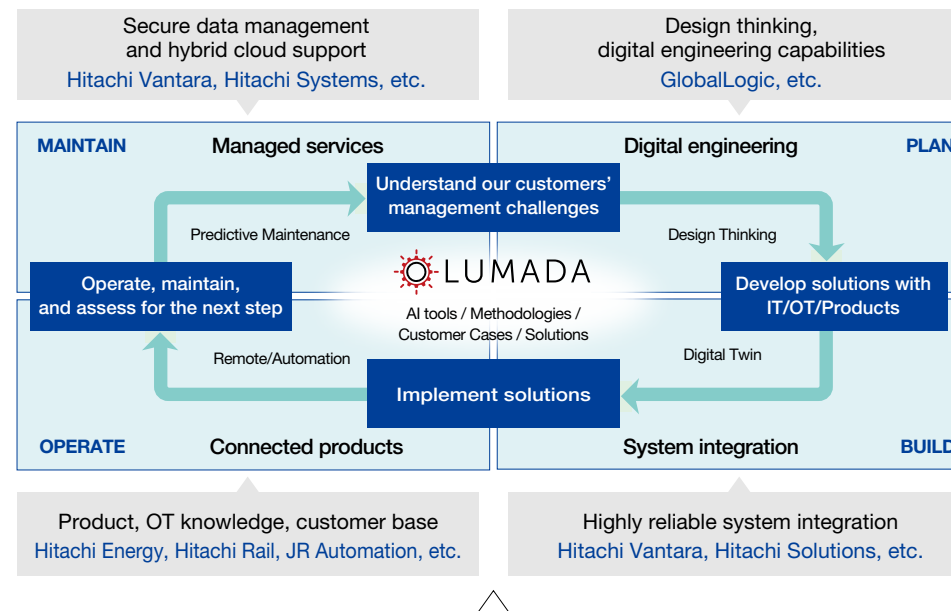 Secure data management
and hybrid cloud support
Hitachi Vantara, Hitachi Systems, etc.
Design thinking,
digital engineering capabilities
GlobalLogic, etc.
MAINTAIN
Managed services
Digital engineering
PLAN
Understand our customers’
management challenges
Predictive Maintenance
Design Thinking
Operate, maintain,
and assess for the next step
LUMADA
AI tools / Methodologies /
Customer Cases / Solutions
Develop solutions with
IT/OT/Products
Remote/Automation
Digital Twin
Implement solutions
OPERATE
Connected products
System integration
BUILD
Product, OT knowledge, customer base
Hitachi Energy, Hitachi Rail, JR Automation, etc.
Highly reliable system integration
Hitachi Vantara, Hitachi Solutions, etc.